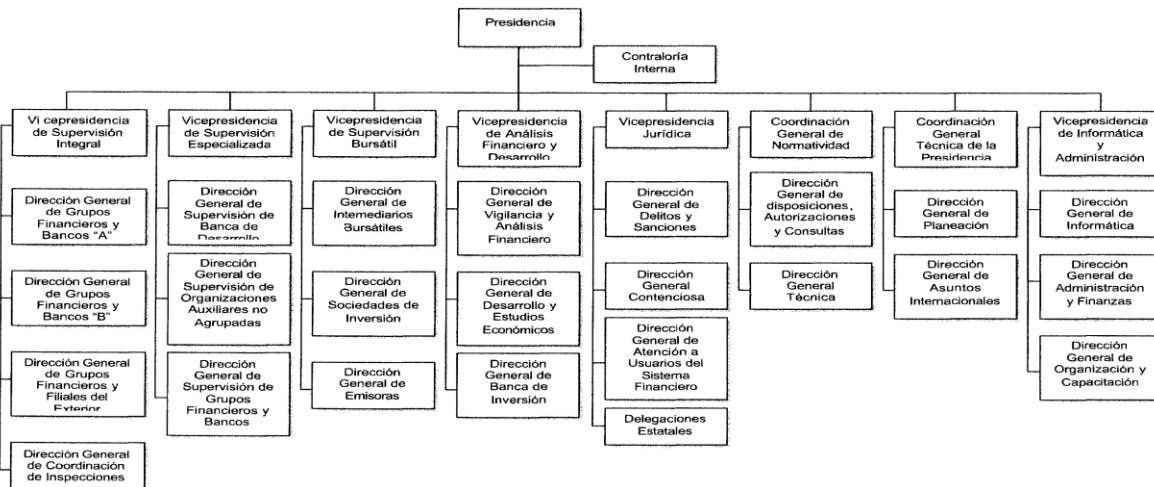 Presidencia
Contraloría
Interna
Vi cepresidencia
de Supervisión
Integral
Dirección General
de Grupos
Financieros y
Bancos "A"
Dirección General
de Grupos
Financieros y
Bancos "B"
Dirección General
de Grupos
Financieros y
Filiales del
Exterior
Dirección General
de Coordinación
de Inspecciones
Vicepresidencia
de Supervisión
Especializada
Dirección
General de
Supervisión de
Banca de
Desarrollo
Dirección
General de
Supervisión de
Organizaciones
Auxiliares no
Agrupadas
Dirección
General de
Supervisión de
Grupos
Financieros y
Bancos
Vicepresidencia
de Supervisión
Bursátil
Dirección
General de
Intemediarios
Bursátiles
Dirección
General de
Sociedades de
Inversión
Dirección
General de
Emisoras
Vicepresidencia
de Análisis
Financiero y
Desarrollo
Dirección
General de
Vigilancia y
Análisis
Financiero
Dirección
General de
Desarrollo y
Estudios
Económicos
Dirección
General de
Banca de
Inversión
Vicepresidencia
Jurídica
Dirección
General de
Delitos y
Sanciones
Dirección
General
Contenciosa
Dirección
General de
Atención a
Usuarios del
Sistema
Financiero
Delegaciones
Estatales
Coordinación
General de
Normatividad
Dirección
General de
disposiciones,
Autorizaciones
y Consultas
Dirección
General
Técnica
Coordinación
General
Técnica de la
Presidencia
Dirección
General de
Planeación
Dirección
General de
Asuntos
Internacionales
Vicepresidencia
de Informática
y
Administración
Dirección
General de
Informática
Dirección
General de
Administración
y Finanzas
Dirección
General de
Organización y
Capacitación